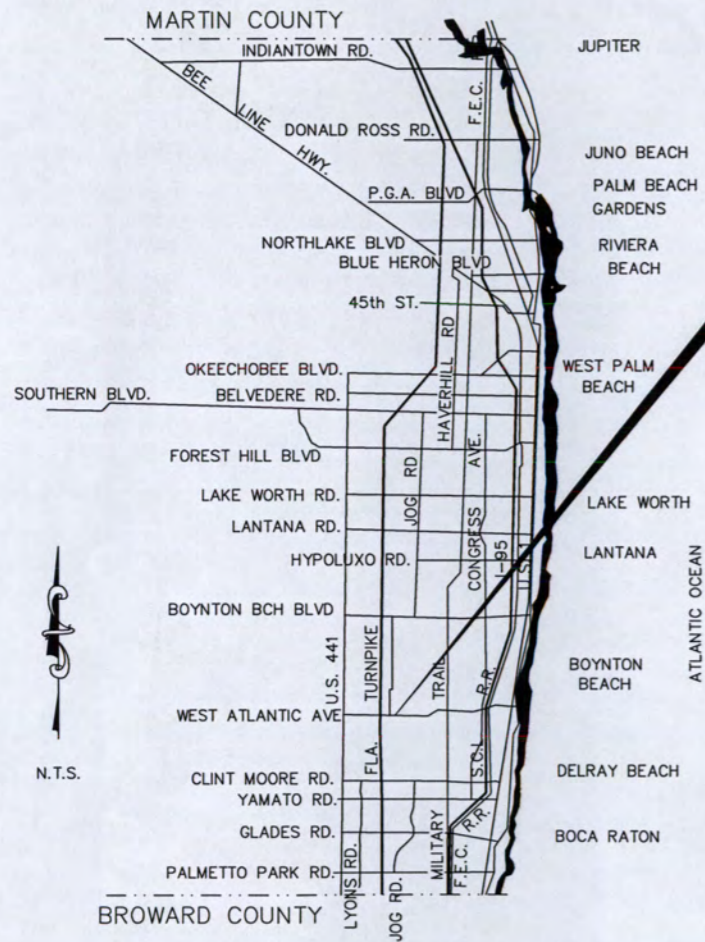 MARTIN COUNTY
INDIANTOWN RD.
JUPITER
BEE
LINE
HWY.
F.E.C.
DONALD ROSS RD.
JUNO BEACH
P.G.A. BLVD
PALM BEACH
GARDENS
NORTHLAKE BLVD
RIVIERA
BEACH
BLUE HERON BLVD
45th ST.
HAVERHILL RD
OKEECHOBEE BLVD.
WEST PALM
BEACH
SOUTHERN BLVD.
BELVEDERE RD.
FOREST HILL BLVD
JOG RD
CONGRESS AVE.
LAKE WORTH RD.
LAKE WORTH
LANTANA RD.
LANTANA
HYPOLUXO RD.
I-95
U.S. 1
ATLANTIC OCEAN
BOYNTON BCH BLVD
BOYNTON
BEACH
U.S. 441
FLA. TURNPIKE
MILITARY TRAIL
S.C.L. R.R.
WEST ATLANTIC AVE
N.T.S.
CLINT MOORE RD.
DELRAY BEACH
YAMATO RD.
GLADES RD.
BOCA RATON
F.E.C. R.R.
PALMETTO PARK RD.
LYONS RD.
JOG RD.
BROWARD COUNTY